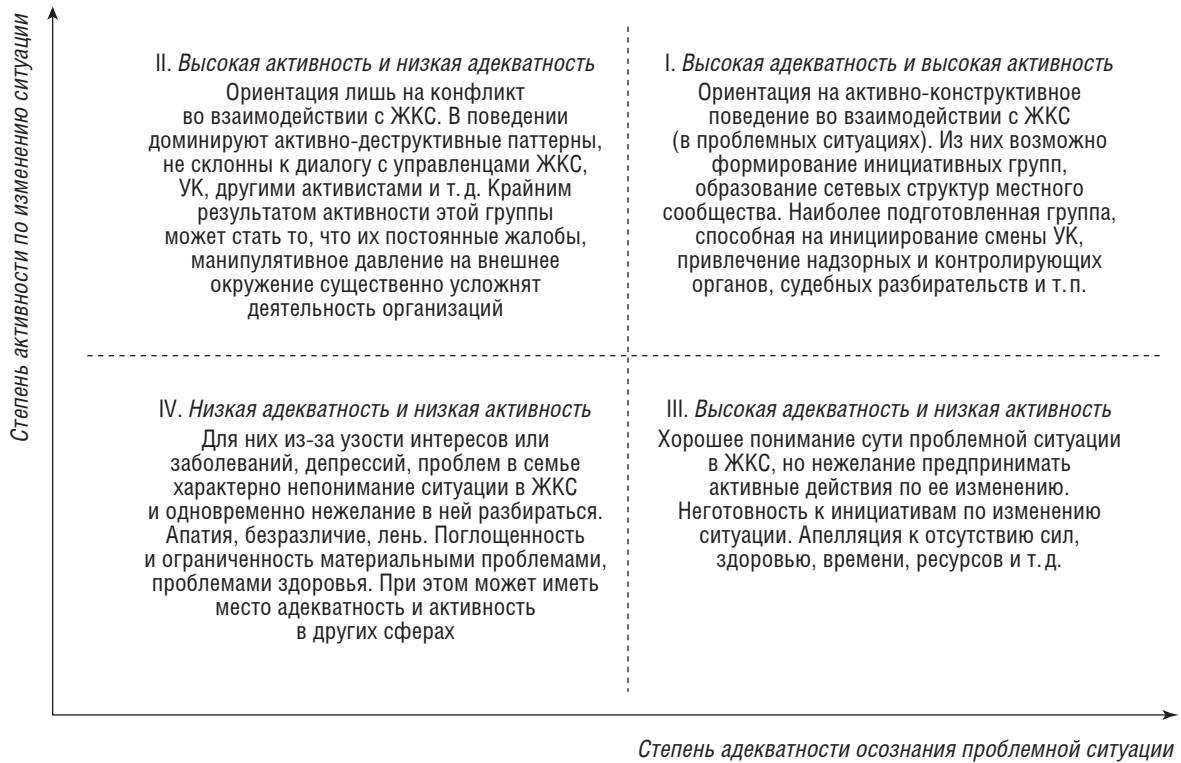 Степень активности по изменению ситуации
II. Высокая активность и низкая адекватность
Ориентация лишь на конфликт
во взаимодействии с ЖКС. В поведении
доминируют активно-деструктивные паттерны,
не склонны к диалогу с управленцами ЖКС,
УК, другими активистами и т. д. Крайним
результатом активности этой группы
может стать то, что их постоянные жалобы,
манипулятивное давление на внешнее
окружение существенно усложнят
деятельность организаций
I. Высокая адекватность и высокая активность
Ориентация на активно-конструктивное
поведение во взаимодействии с ЖКС
(в проблемных ситуациях). Из них возможно
формирование инициативных групп,
образование сетевых структур местного
сообщества. Наиболее подготовленная группа,
способная на инициирование смены УК,
привлечение надзорных и контролирующих
органов, судебных разбирательств и т. п.
IV. Низкая адекватность и низкая активность
Для них из-за узости интересов или
заболеваний, депрессий, проблем в семье
характерно непонимание ситуации в ЖКС
и одновременно нежелание в ней разбираться.
Апатия, безразличие, лень. Поглощенность
и ограниченность материальными проблемами,
проблемами здоровья. При этом может иметь
место адекватность и активность
в других сферах
III. Высокая адекватность и низкая активность
Хорошее понимание сути проблемной ситуации
в ЖКС, но нежелание предпринимать
активные действия по ее изменению.
Неготовность к инициативам по изменению
ситуации. Апелляция к отсутствию сил,
здоровью, времени, ресурсов и т. д.
Степень адекватности осознания проблемной ситуации